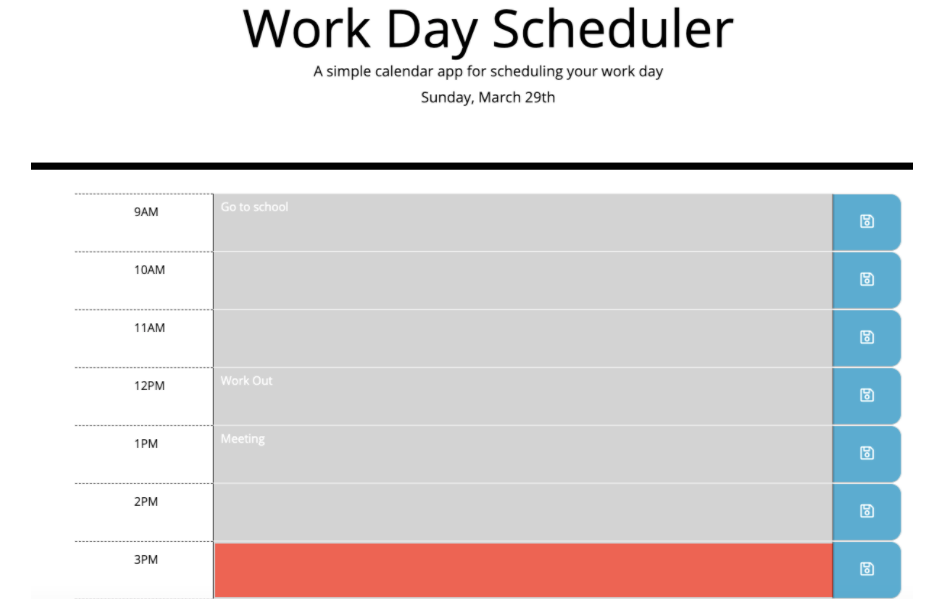 Work Day Scheduler
A simple calendar app for scheduling your work day
Sunday, March 29th
9AM Go to school
10AM
11AM
12PM Work Out
1PM Meeting
2PM
3PM